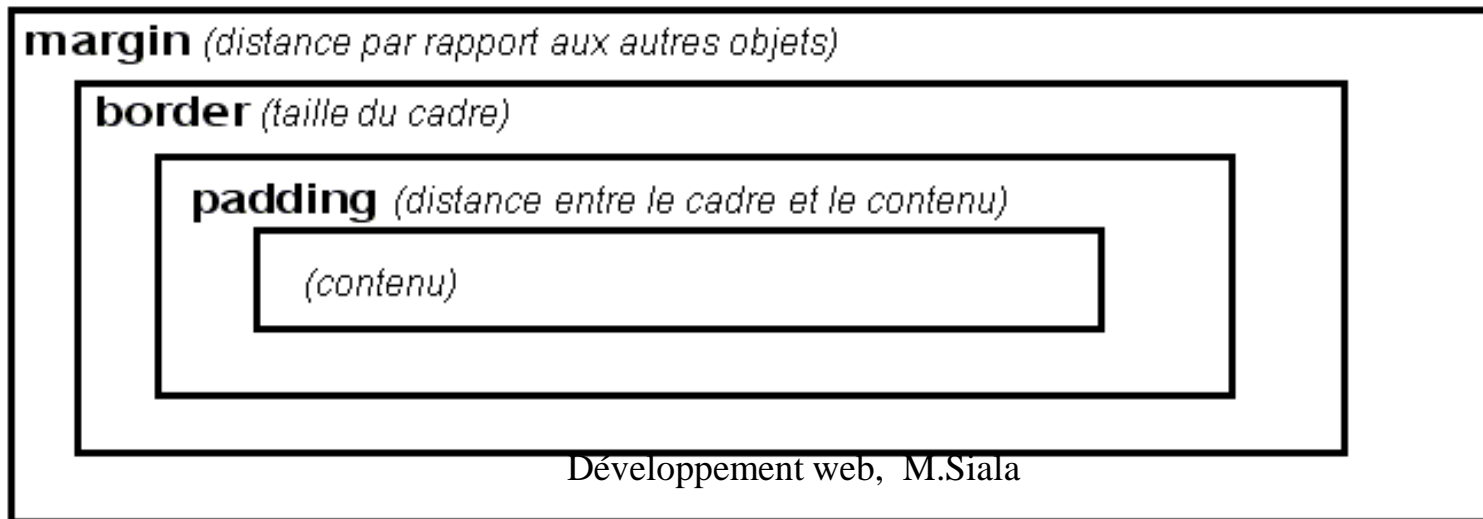 margin (distance par rapport aux autres objets)
border (taille du cadre)
padding (distance entre le cadre et le contenu)
(contenu)
Développement web, M.Siala